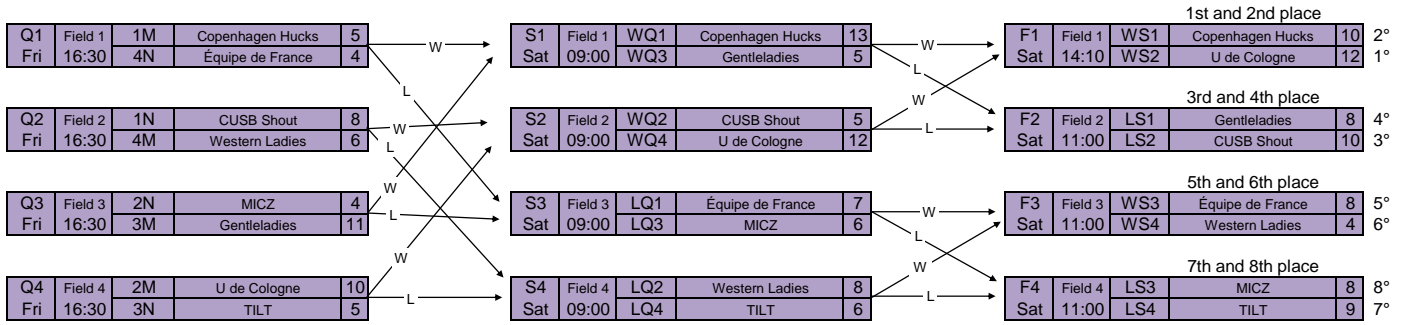 1st and 2nd place
Q1 Field 1 1M Copenhagen Hucks 5
Fri 16:30 4N Équipe de France 4
W
L
S1 Field 1 WQ1 Copenhagen Hucks 13
Sat 09:00 WQ3 Gentleladies 5
W
L
F1 Field 1 WS1 Copenhagen Hucks 10 2°
Sat 14:10 WS2 U de Cologne 12 1°
3rd and 4th place
Q2 Field 2 1N CUSB Shout 8
Fri 16:30 4M Western Ladies 6
W
L
S2 Field 2 WQ2 CUSB Shout 5
Sat 09:00 WQ4 U de Cologne 12
W
L
F2 Field 2 LS1 Gentleladies 8 4°
Sat 11:00 LS2 CUSB Shout 10 3°
5th and 6th place
Q3 Field 3 2N MICZ 4
Fri 16:30 3M Gentleladies 11
W
L
S3 Field 3 LQ1 Équipe de France 7
Sat 09:00 LQ3 MICZ 6
W
L
F3 Field 3 WS3 Équipe de France 8 5°
Sat 11:00 WS4 Western Ladies 4 6°
7th and 8th place
Q4 Field 4 2M U de Cologne 10
Fri 16:30 3N TILT 5
W
L
S4 Field 4 LQ2 Western Ladies 8
Sat 09:00 LQ4 TILT 6
W
L
F4 Field 4 LS3 MICZ 8 8°
Sat 11:00 LS4 TILT 9 7°